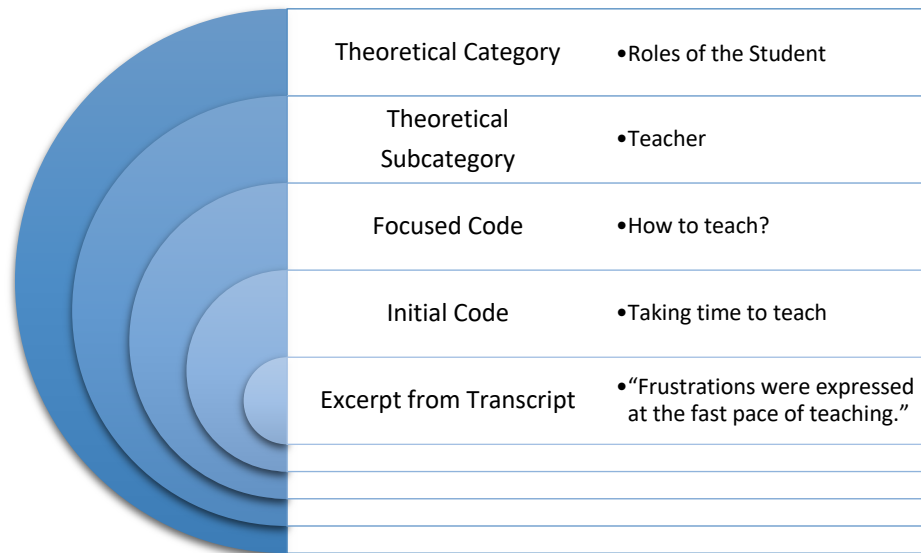 Theoretical Category
•Roles of the Student
Theoretical
Subcategory
•Teacher
Focused Code
•How to teach?
Initial Code
•Taking time to teach
Excerpt from Transcript
•“Frustrations were expressed
at the fast pace of teaching.”